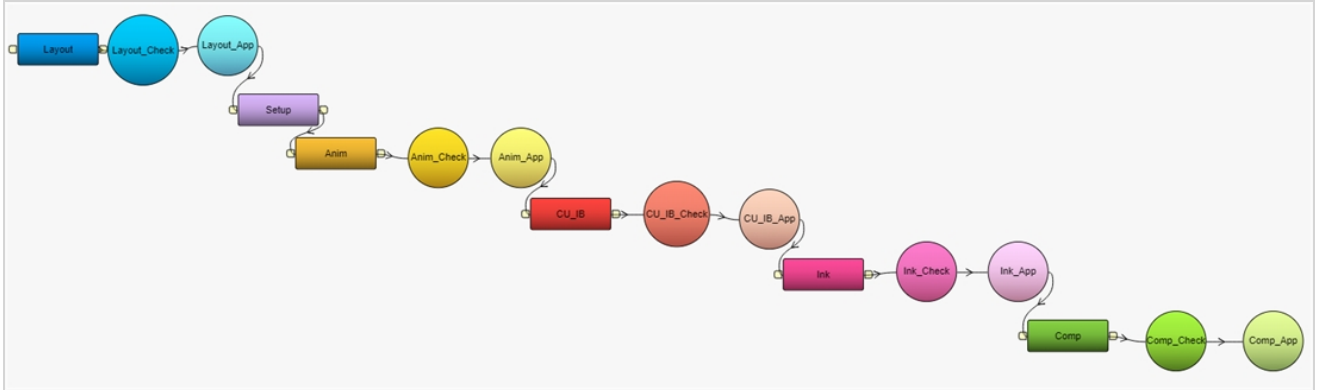 Layout
Layout_Check
Layout_App
Setup
Anim
Anim_Check
Anim_App
CU_IB
CU_IB_Check
CU_IB_App
Ink
Ink_Check
Ink_App
Comp
Comp_Check
Comp_App